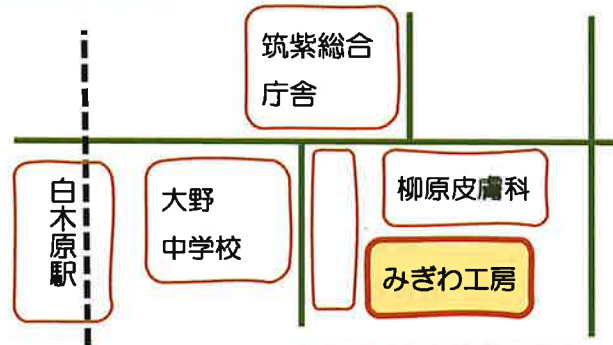 筑紫総合
庁舎
白木原駅
大野
中学校
柳原皮膚科
みぎわ工房